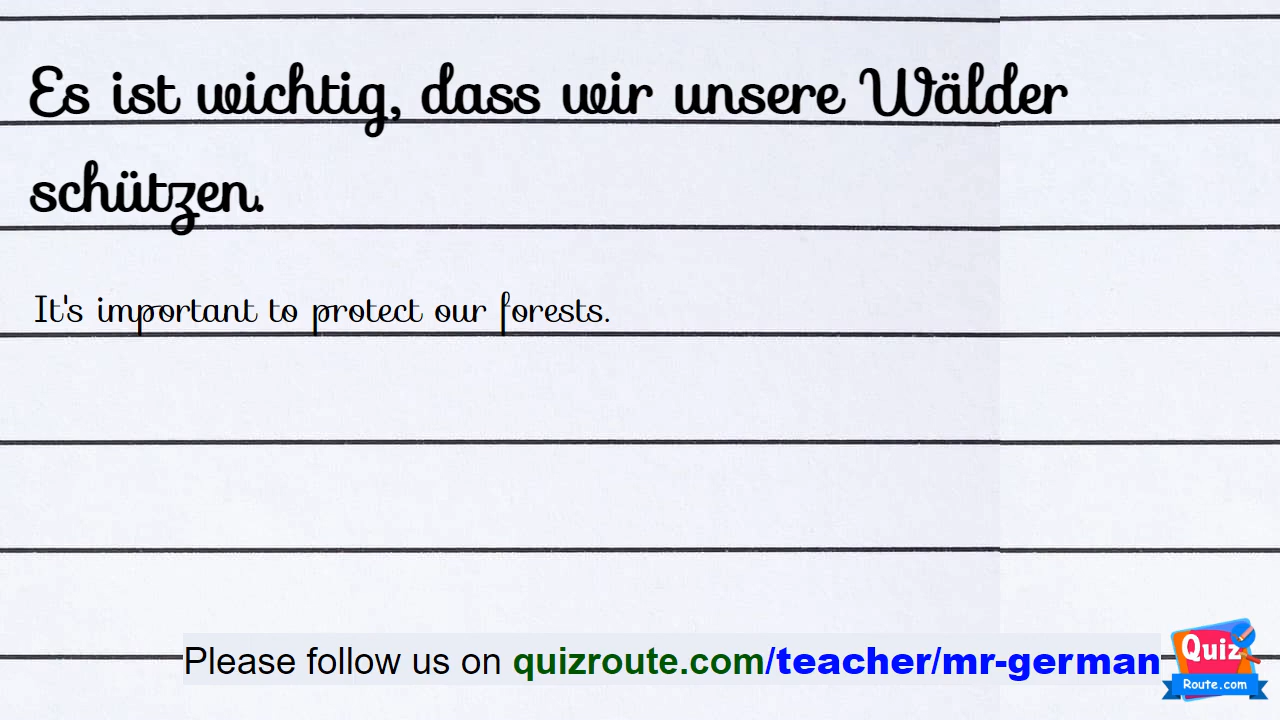 Es ist wichtig, dass wir unsere Wälder
schützen.
It's important to protect our forests.
Please follow us on quizroute.com/teacher/mr-german
Quiz
Route.com